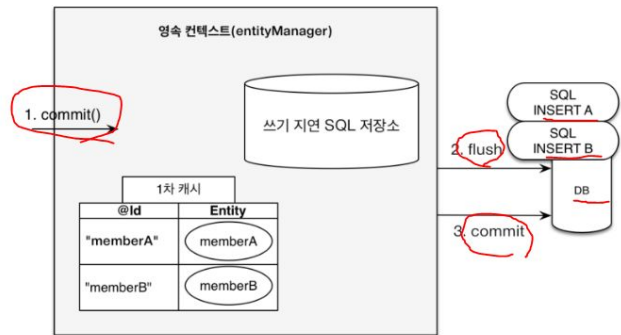 영속 컨텍스트(entityManager)
1. commit()
쓰기 지연 SQL 저장소
SQL
INSERT A
SQL
INSERT B
2. flush
DB
3. commit
1차 캐시
@Id Entity
"memberA" memberA
"memberB" memberB